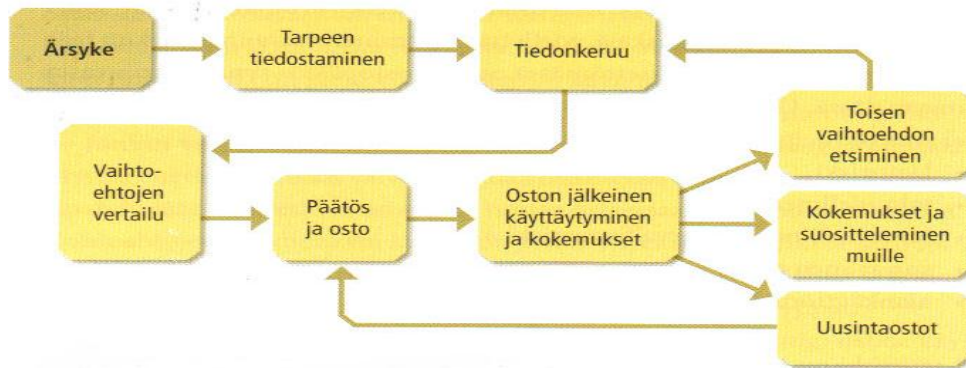 Ärsyke
Tarpeen
tiedostaminen
Tiedonkeruu
Vaihto-
ehtojen
vertailu
Päätös
ja osto
Oston jälkeinen
käyttäytyminen
ja kokemukset
Toisen
vaihtoehdon
etsiminen
Kokemukset ja
suositteleminen
muille
Uusintaostot